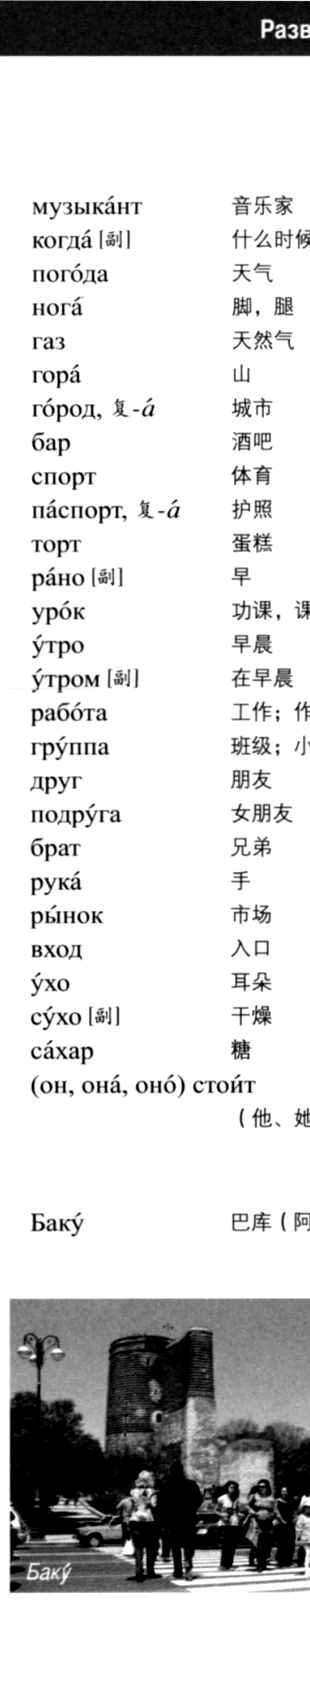 Разв
музыка́нт 音乐家
когда́ [副] 什么时候
пого́да 天气
нога́ 脚，腿
газ 天然气
гора́ 山
го́род, 复 -а́ 城市
бар 酒吧
спорт 体育
па́спорт, 复 -а́ 护照
торт 蛋糕
ра́но [副] 早
уро́к 功课，课
у́тро 早晨
у́тром [副] 在早晨
рабо́та 工作；作
гру́ппа 班级；小
друг 朋友
подру́га 女朋友
брат 兄弟
рука́ 手
ры́нок 市场
вход 入口
у́хо 耳朵
су́хо [副] 干燥
са́хар 糖
(он, она́, оно́) стои́т
（他、她
Баку́ 巴库（阿
Баку́